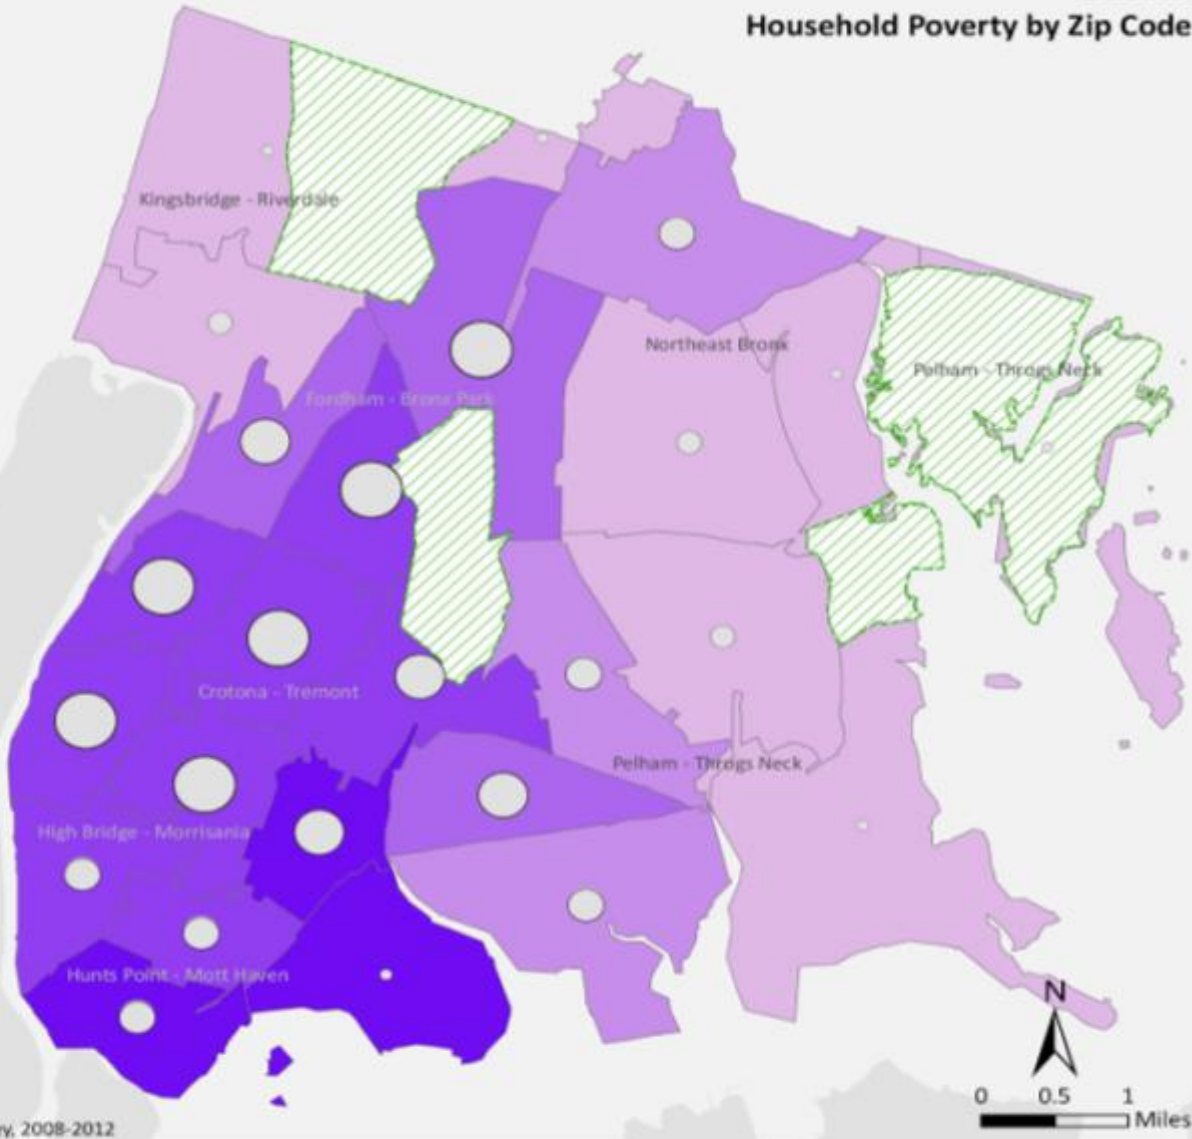 Household Poverty by Zip Code
Kingsbridge - Riverdale
Northeast Bronx
Pelham - Throgs Neck
Fordham - Bronx Park
Crotona - Tremont
Pelham - Throgs Neck
High Bridge - Morrisania
Hunts Point - Mott Haven
N
0 0.5 1
Miles
2008-2012